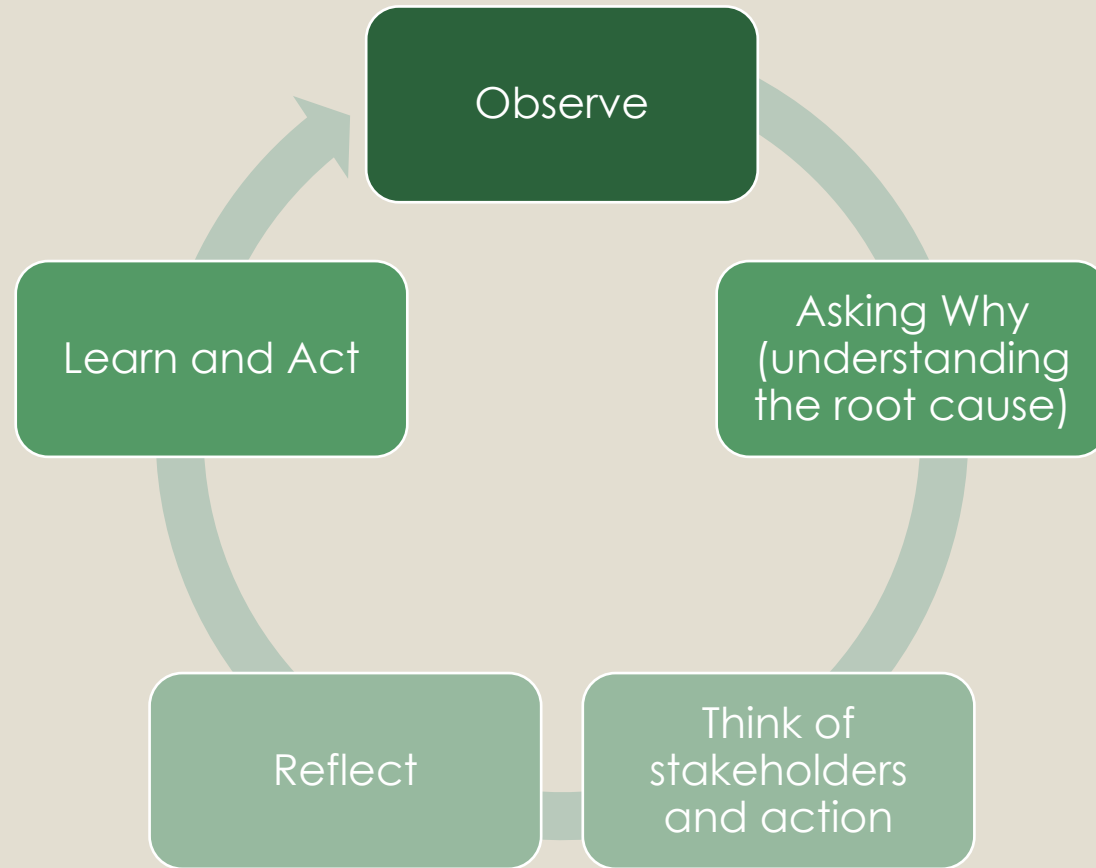 Observe
Asking Why
(understanding
the root cause)
Think of
stakeholders
and action
Reflect
Learn and Act